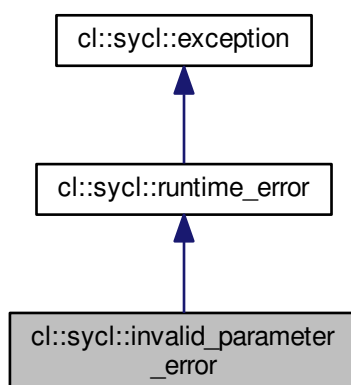 cl::sycl::exception
cl::sycl::runtime_error
cl::sycl::invalid_parameter
_error